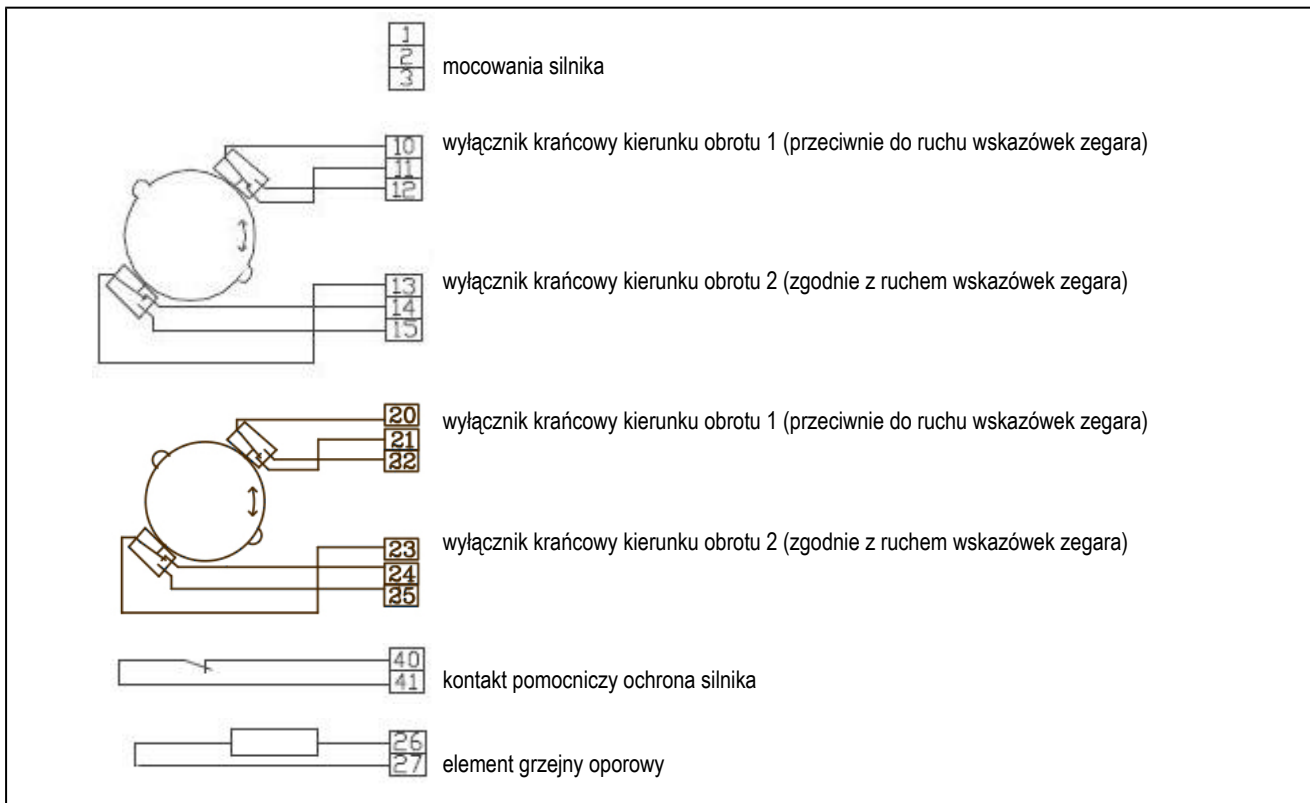 1
2
3
mocowania silnika
10
11
12
wyłącznik krańcowy kierunku obrotu 1 (przeciwnie do ruchu wskazówek zegara)
13
14
15
wyłącznik krańcowy kierunku obrotu 2 (zgodnie z ruchem wskazówek zegara)
20
21
22
wyłącznik krańcowy kierunku obrotu 1 (przeciwnie do ruchu wskazówek zegara)
23
24
25
wyłącznik krańcowy kierunku obrotu 2 (zgodnie z ruchem wskazówek zegara)
40
41
kontakt pomocniczy ochrona silnika
26
27
element grzejny oporowy